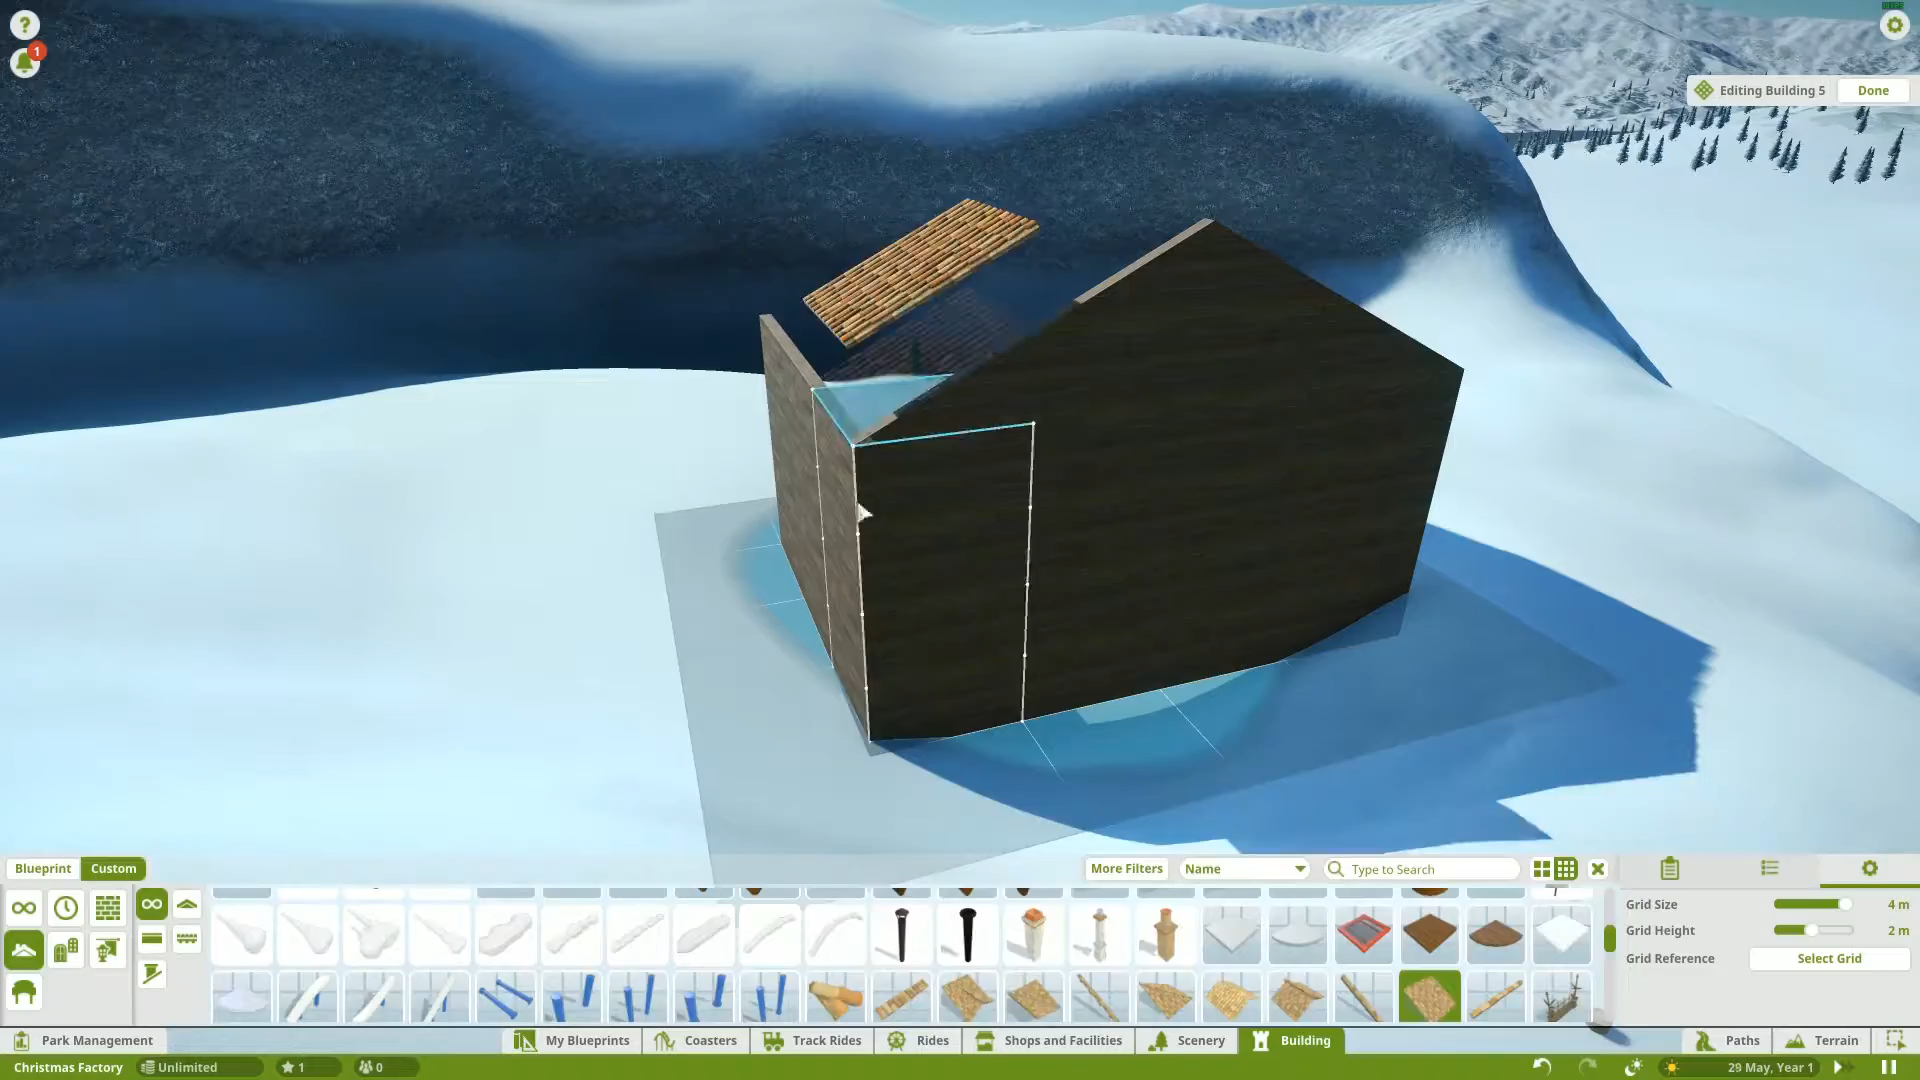 ?
1
Editing Building 5
Done
Blueprint
Custom
More Filters
Name
Type to Search
Grid Size
4 m
Grid Height
2 m
Grid Reference
Select Grid
Park Management
My Blueprints
Coasters
Track Rides
Rides
Shops and Facilities
Scenery
Building
Paths
Terrain
Christmas Factory
Unlimited
1
0
29 May, Year 1